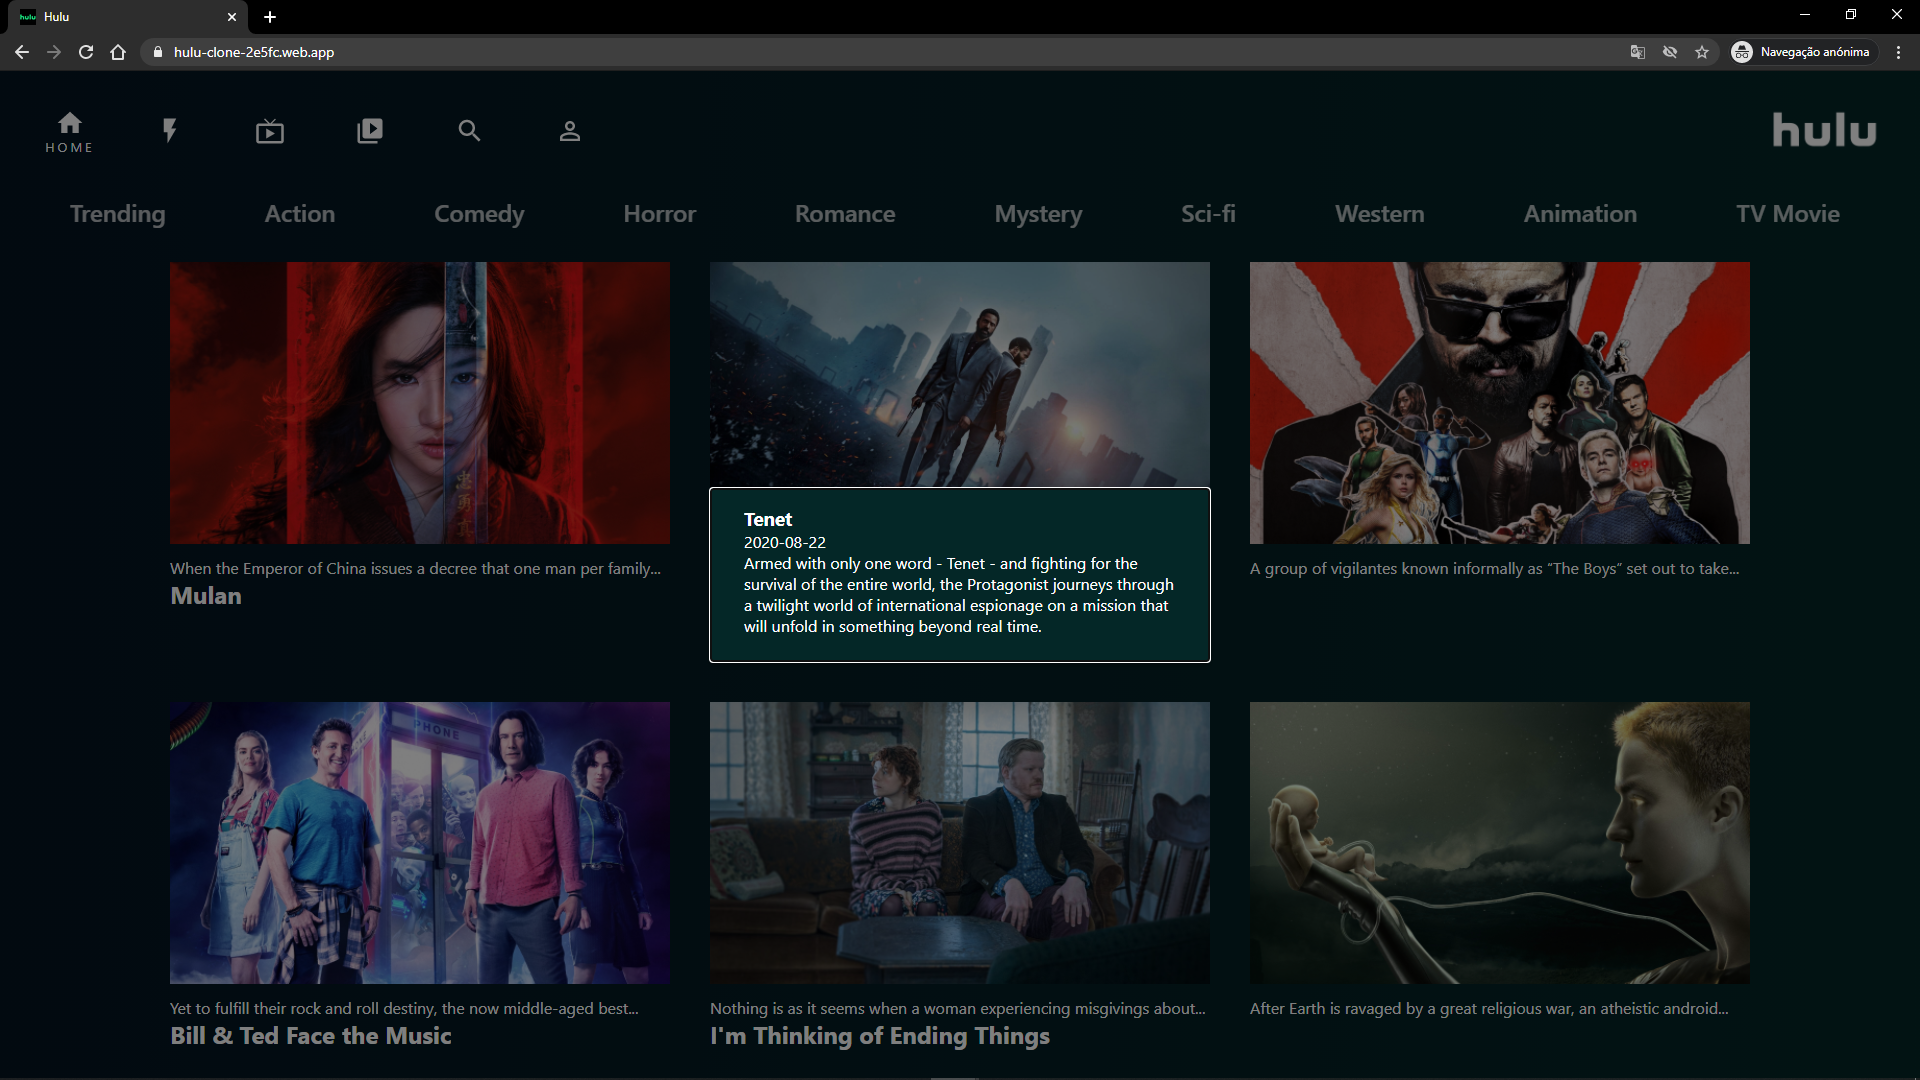 hulu Hulu
hulu-clone-2e5fc.web.app
Navegação anónima
HOME
hulu
Trending Action Comedy Horror Romance Mystery Sci-fi Western Animation TV Movie
忠勇真
When the Emperor of China issues a decree that one man per family...
Mulan
Tenet
2020-08-22
Armed with only one word - Tenet - and fighting for the
survival of the entire world, the Protagonist journeys through
a twilight world of international espionage on a mission that
will unfold in something beyond real time.
A group of vigilantes known informally as “The Boys” set out to take...
PHONE
Yet to fulfill their rock and roll destiny, the now middle-aged best...
Bill & Ted Face the Music
Nothing is as it seems when a woman experiencing misgivings about...
I'm Thinking of Ending Things
After Earth is ravaged by a great religious war, an atheistic android...